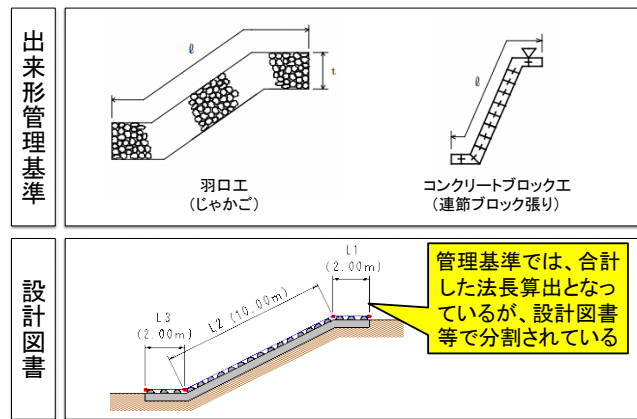 出来形管理基準
ℓ
t
羽口工
(じゃかご)
ℓ
コンクリートブロック工
(連節ブロック張り)
設計図書
L1
(2.00m)
L2 (10.00m)
L3
(2.00m)
管理基準では、合計
した法長算出となっ
ているが、設計図書
等で分割されている